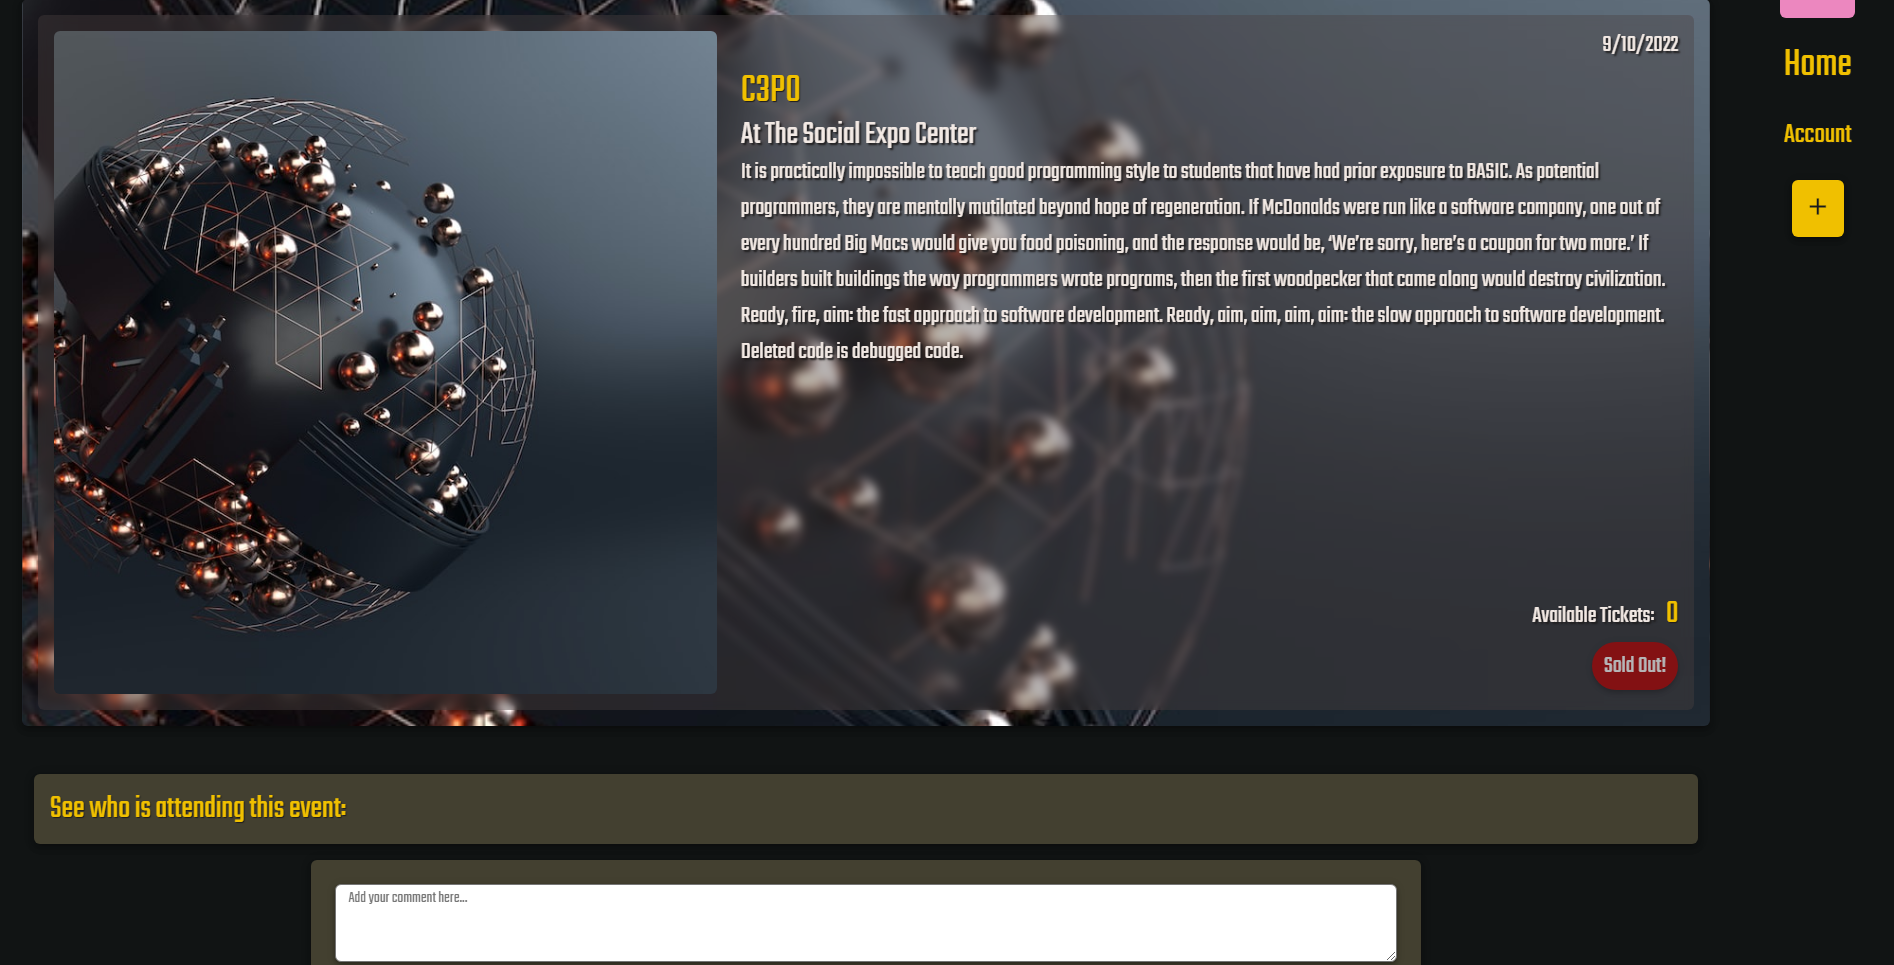 9/10/2022
C3PO
At The Social Expo Center
It is practically impossible to teach good programming style to students that have had prior exposure to BASIC. As potential
programmers, they are mentally mutilated beyond hope of regeneration. If McDonalds were run like a software company, one out of
every hundred Big Macs would give you food poisoning, and the response would be, ‘We’re sorry, here’s a coupon for two more.’ If
builders built buildings the way programmers wrote programs, then the first woodpecker that came along would destroy civilization.
Ready, fire, aim: the fast approach to software development. Ready, aim, aim, aim, aim: the slow approach to software development.
Deleted code is debugged code.
Available Tickets: 0
Sold Out!
Home
Account
+
See who is attending this event:
Add your comment here...